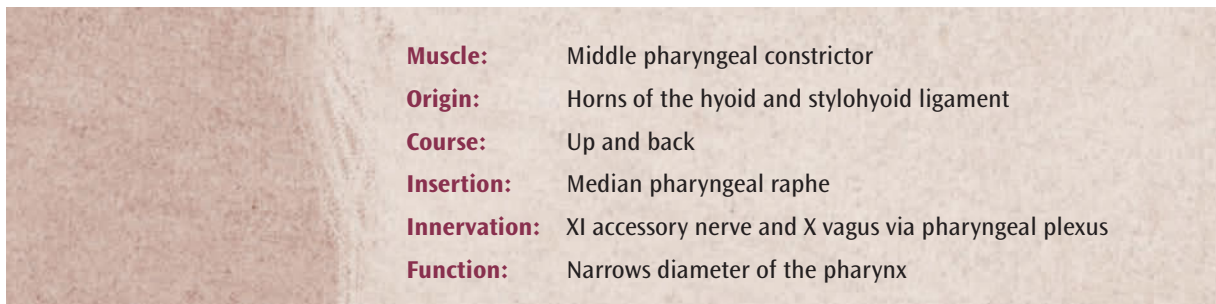 Muscle: Middle pharyngeal constrictor
Origin: Horns of the hyoid and stylohyoid ligament
Course: Up and back
Insertion: Median pharyngeal raphe
Innervation: XI accessory nerve and X vagus via pharyngeal plexus
Function: Narrows diameter of the pharynx